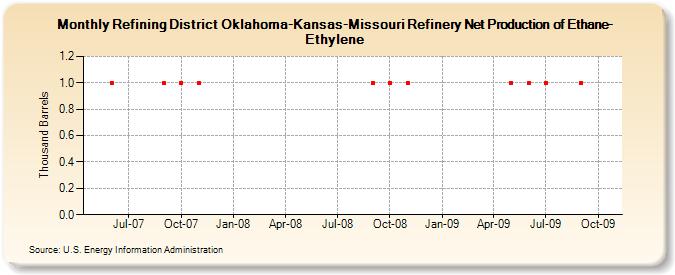 Monthly Refining District Oklahoma-Kansas-Missouri Refinery Net Production of Ethane-
Ethylene
Thousand Barrels
1.2
1.0
0.8
0.6
0.4
0.2
0.0
Jul-07 Oct-07 Jan-08 Apr-08 Jul-08 Oct-08 Jan-09 Apr-09 Jul-09 Oct-09
Source: U.S. Energy Information Administration